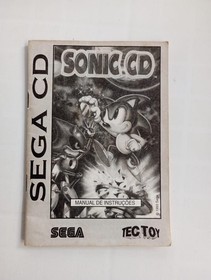 SEGA CD
SONIC CD
MANUAL DE INSTRUÇÕES
SEGA
TEC TOY